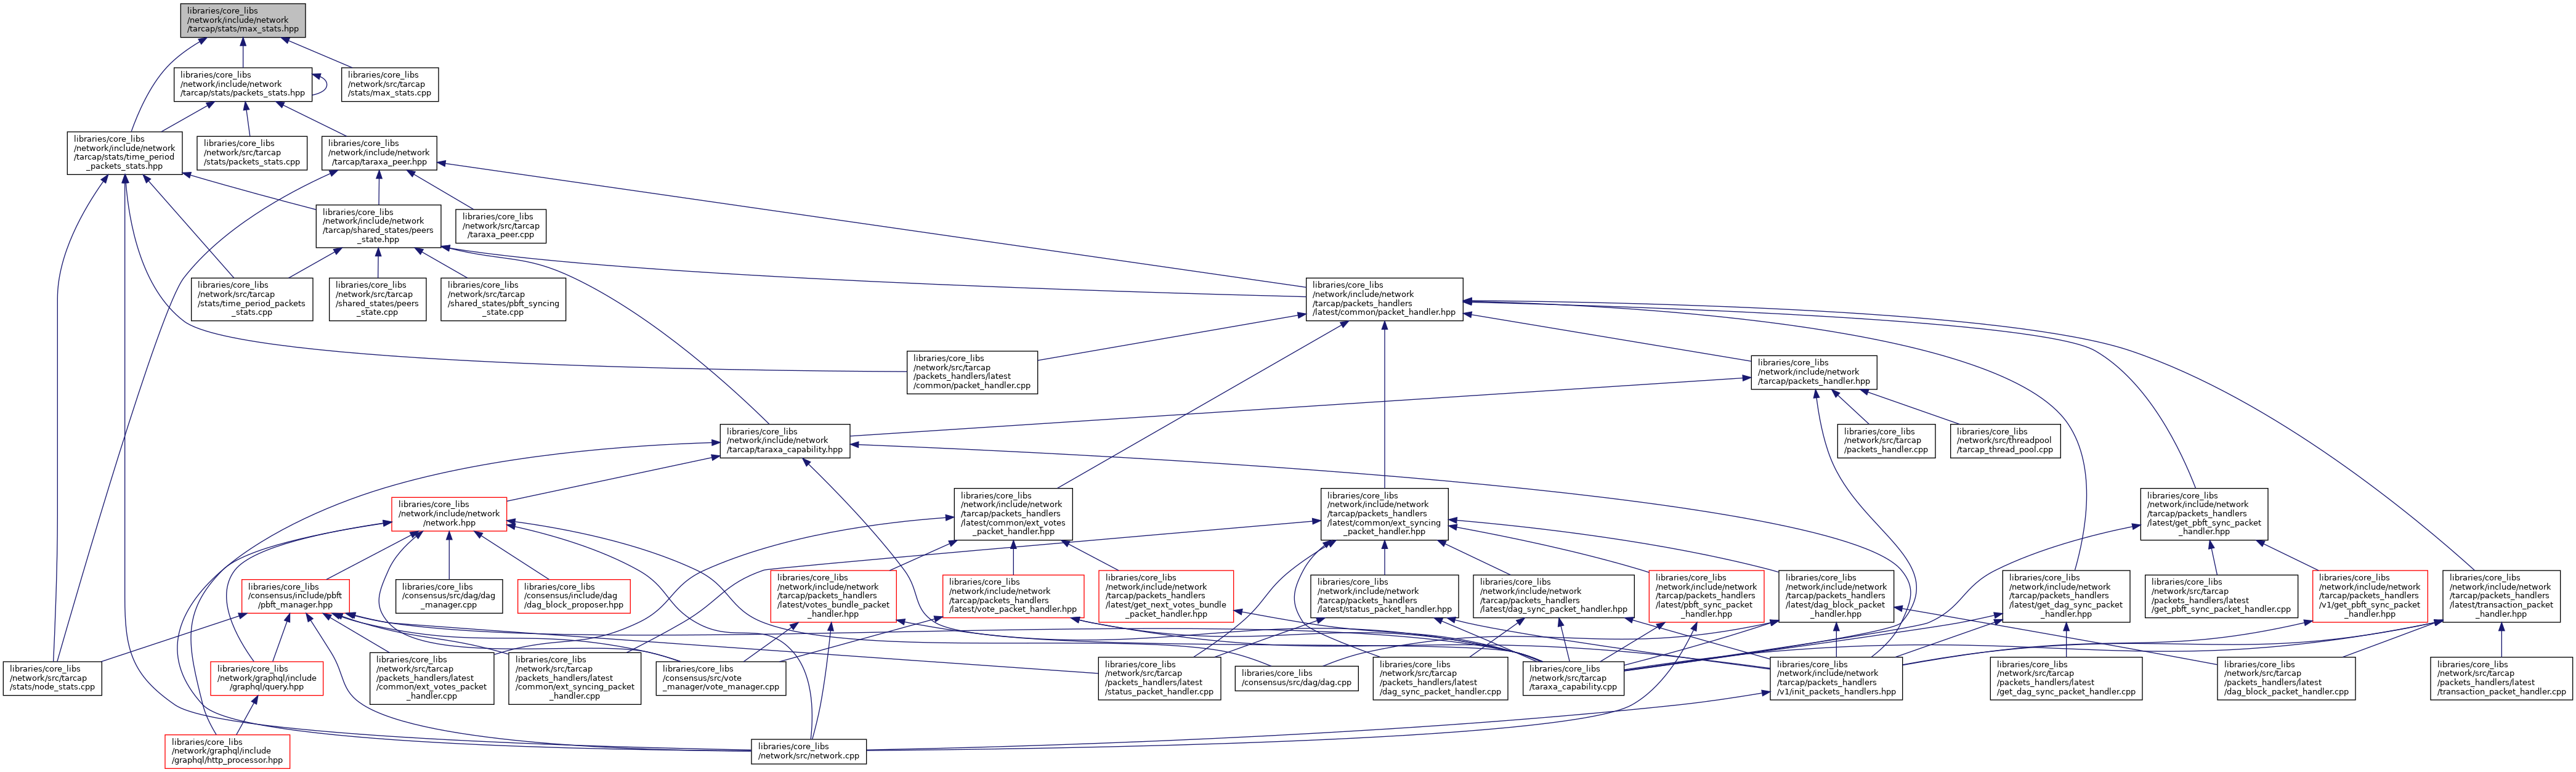 libraries/core_libs
/network/include/network
/tarcap/stats/max_stats.hpp
libraries/core_libs
/network/include/network
/tarcap/stats/packets_stats.hpp
libraries/core_libs
/network/src/tarcap
stats/max_stats.cpp
libraries/core_libs
/network/include/network
/tarcap/stats/time_period
_packets_stats.hpp
libraries/core_libs
/network/src/tarcap
/stats/packets_stats.cpp
libraries/core_libs
/network/include/network
/tarcap/taraxa_peer.hpp
libraries/core_libs
/network/include/network
/tarcap/shared_states/peers
_state.hpp
libraries/core_libs
/network/src/tarcap
/taraxa_peer.cpp
libraries/core_libs
/network/src/tarcap
/stats/time_period_packets
_stats.cpp
libraries/core_libs
/network/src/tarcap
/shared_states/peers
_state.cpp
libraries/core_libs
/network/src/tarcap
/shared_states/pbft_syncing
_state.cpp
libraries/core_libs
/network/include/network
/tarcap/packets_handlers
/latest/common/packet_handler.hpp
libraries/core_libs
/network/src/tarcap
/packets_handlers/latest
/common/packet_handler.cpp
libraries/core_libs
/network/include/network
/tarcap/packets_handler.hpp
libraries/core_libs
/network/include/network
/tarcap/taraxa_capability.hpp
libraries/core_libs
/network/src/tarcap
/packets_handler.cpp
libraries/core_libs
/network/src/threadpool
/tarcap_thread_pool.cpp
libraries/core_libs
/network/include/network
/network.hpp
libraries/core_libs
/network/include/network
/tarcap/packets_handlers
/latest/common/ext_votes
_packet_handler.hpp
libraries/core_libs
/network/include/network
/tarcap/packets_handlers
/latest/common/ext_syncing
_packet_handler.hpp
libraries/core_libs
/network/include/network
/tarcap/packets_handlers
/latest/get_pbft_sync_packet
_handler.hpp
libraries/core_libs
/consensus/include/pbft
/pbft_manager.hpp
libraries/core_libs
/consensus/src/dag/dag
_manager.cpp
libraries/core_libs
/consensus/include/dag
/dag_block_proposer.hpp
libraries/core_libs
/network/include/network
/tarcap/packets_handlers
/latest/votes_bundle_packet
_handler.hpp
libraries/core_libs
/network/include/network
/tarcap/packets_handlers
/latest/vote_packet_handler.hpp
libraries/core_libs
/network/include/network
/tarcap/packets_handlers
/latest/get_next_votes_bundle
_packet_handler.hpp
libraries/core_libs
/network/include/network
/tarcap/packets_handlers
/latest/status_packet_handler.hpp
libraries/core_libs
/network/include/network
/tarcap/packets_handlers
/latest/dag_sync_packet_handler.hpp
libraries/core_libs
/network/include/network
/tarcap/packets_handlers
/latest/pbft_sync_packet
_handler.hpp
libraries/core_libs
/network/include/network
/tarcap/packets_handlers
/latest/dag_block_packet
_handler.hpp
libraries/core_libs
/network/include/network
/tarcap/packets_handlers
/latest/get_dag_sync_packet
_handler.hpp
libraries/core_libs
/network/src/tarcap
/packets_handlers/latest
/get_pbft_sync_packet_handler.cpp
libraries/core_libs
/network/include/network
/tarcap/packets_handlers
/v1/get_pbft_sync_packet
_handler.hpp
libraries/core_libs
/network/include/network
/tarcap/packets_handlers
/latest/transaction_packet
_handler.hpp
libraries/core_libs
/network/src/tarcap
/stats/node_stats.cpp
libraries/core_libs
/network/graphql/include
/graphql/query.hpp
libraries/core_libs
/network/src/tarcap
/packets_handlers/latest
/common/ext_votes_packet
_handler.cpp
libraries/core_libs
/network/src/tarcap
/packets_handlers/latest
/common/ext_syncing_packet
_handler.cpp
libraries/core_libs
/consensus/src/vote
_manager/vote_manager.cpp
libraries/core_libs
/network/src/tarcap
/packets_handlers/latest
/status_packet_handler.cpp
libraries/core_libs
/consensus/src/dag/dag.cpp
libraries/core_libs
/network/src/tarcap
/packets_handlers/latest
/dag_sync_packet_handler.cpp
libraries/core_libs
/network/src/tarcap
/taraxa_capability.cpp
libraries/core_libs
/network/include/network
/tarcap/packets_handlers
/v1/init_packets_handlers.hpp
libraries/core_libs
/network/src/tarcap
/packets_handlers/latest
/get_dag_sync_packet_handler.cpp
libraries/core_libs
/network/src/tarcap
/packets_handlers/latest
/dag_block_packet_handler.cpp
libraries/core_libs
/network/src/tarcap
/packets_handlers/latest
/transaction_packet_handler.cpp
libraries/core_libs
/network/graphql/include
/graphql/http_processor.hpp
libraries/core_libs
/network/src/network.cpp